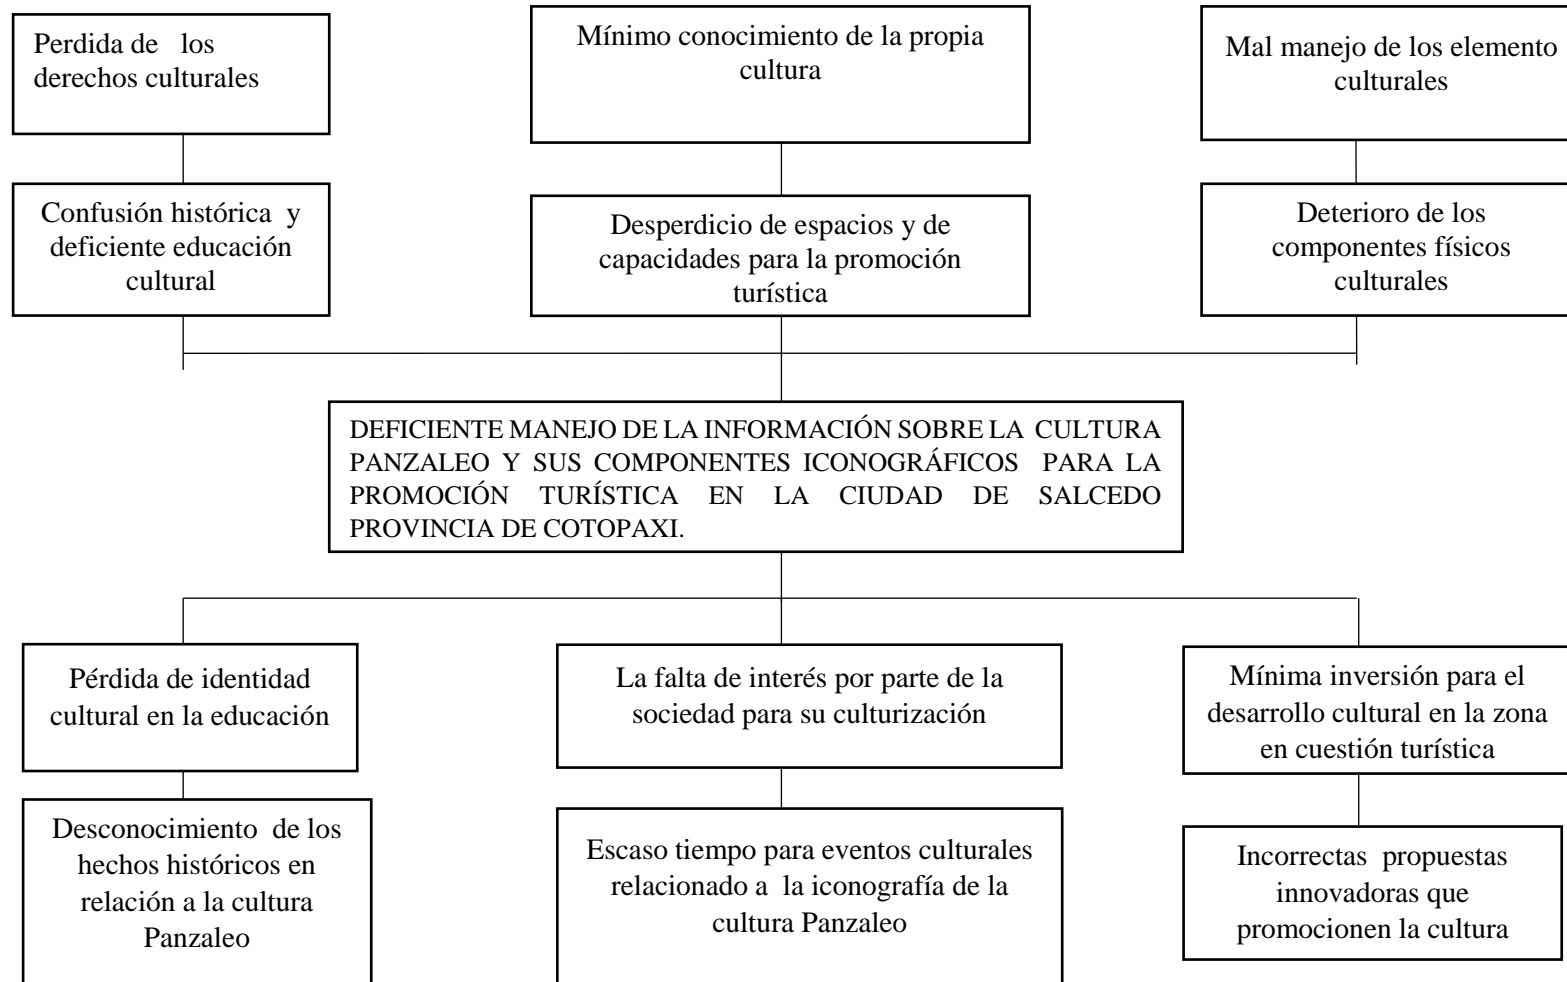 Perdida de los
derechos culturales
Mínimo conocimiento de la propia
cultura
Mal manejo de los elemento
culturales
Confusión histórica y
deficiente educación
cultural
Desperdicio de espacios y de
capacidades para la promoción
turística
Deterioro de los
componentes físicos
culturales
DEFICIENTE MANEJO DE LA INFORMACIÓN SOBRE LA CULTURA
PANZALEO Y SUS COMPONENTES ICONOGRÁFICOS PARA LA
PROMOCIÓN TURÍSTICA EN LA CIUDAD DE SALCEDO
PROVINCIA DE COTOPAXI.
Pérdida de identidad
cultural en la educación
La falta de interés por parte de la
sociedad para su culturización
Mínima inversión para el
desarrollo cultural en la zona
en cuestión turística
Desconocimiento de los
hechos históricos en
relación a la cultura
Panzaleo
Escaso tiempo para eventos culturales
relacionado a la iconografía de la
cultura Panzaleo
Incorrectas propuestas
innovadoras que
promocionen la cultura